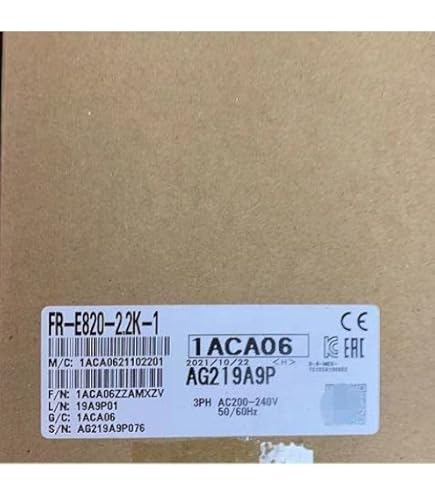 FR-E820-2.2K-1
M/C: 1ACA0621102201
F/N: 1ACA06ZZAMXZV
L/N: 19A9P01
G/C: 1ACA06
S/N: AG219A9P076
1ACA06
2021/10/22 <H>
AG219A9P
3PH AC200-240V
50/60Hz
CE
EAC